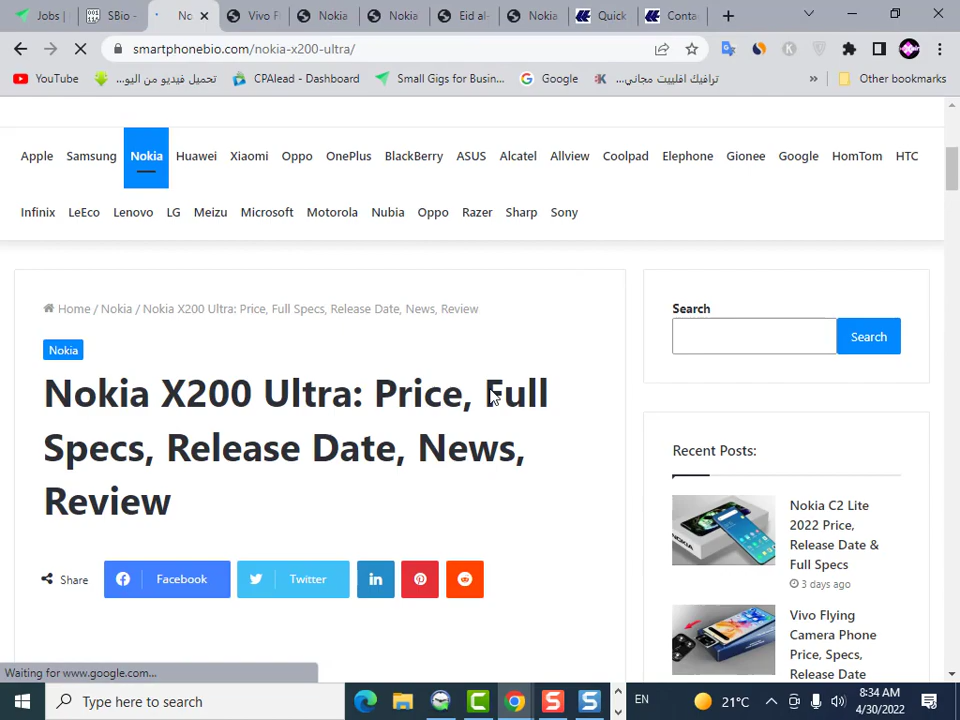 Jobs |
SBio -
Nc
Vivo F
Nokia
Nokia
Eid al-
Nokia
Quick
Conta
smartphonebio.com/nokia-x200-ultra/
YouTube
تحميل فيديو من اليو...
CPAlead - Dashboard
Small Gigs for Busin...
Google
ترافيك افلييت مجاني...
»
Other bookmarks
Apple Samsung Nokia Huawei Xiaomi Oppo OnePlus BlackBerry ASUS Alcatel Allview Coolpad Elephone Gionee Google HomTom HTC
Infinix LeEco Lenovo LG Meizu Microsoft Motorola Nubia Oppo Razer Sharp Sony
Home / Nokia / Nokia X200 Ultra: Price, Full Specs, Release Date, News, Review
Nokia
Nokia X200 Ultra: Price, Full
Specs, Release Date, News,
Review
Share
Facebook
Twitter
Search
Search
Recent Posts:
Nokia C2 Lite
2022 Price,
Release Date &
Full Specs
3 days ago
Vivo Flying
Camera Phone
Price, Specs,
Release Date
Waiting for www.google.com...
Type here to search
21°C
EN
8:34 AM
4/30/2022